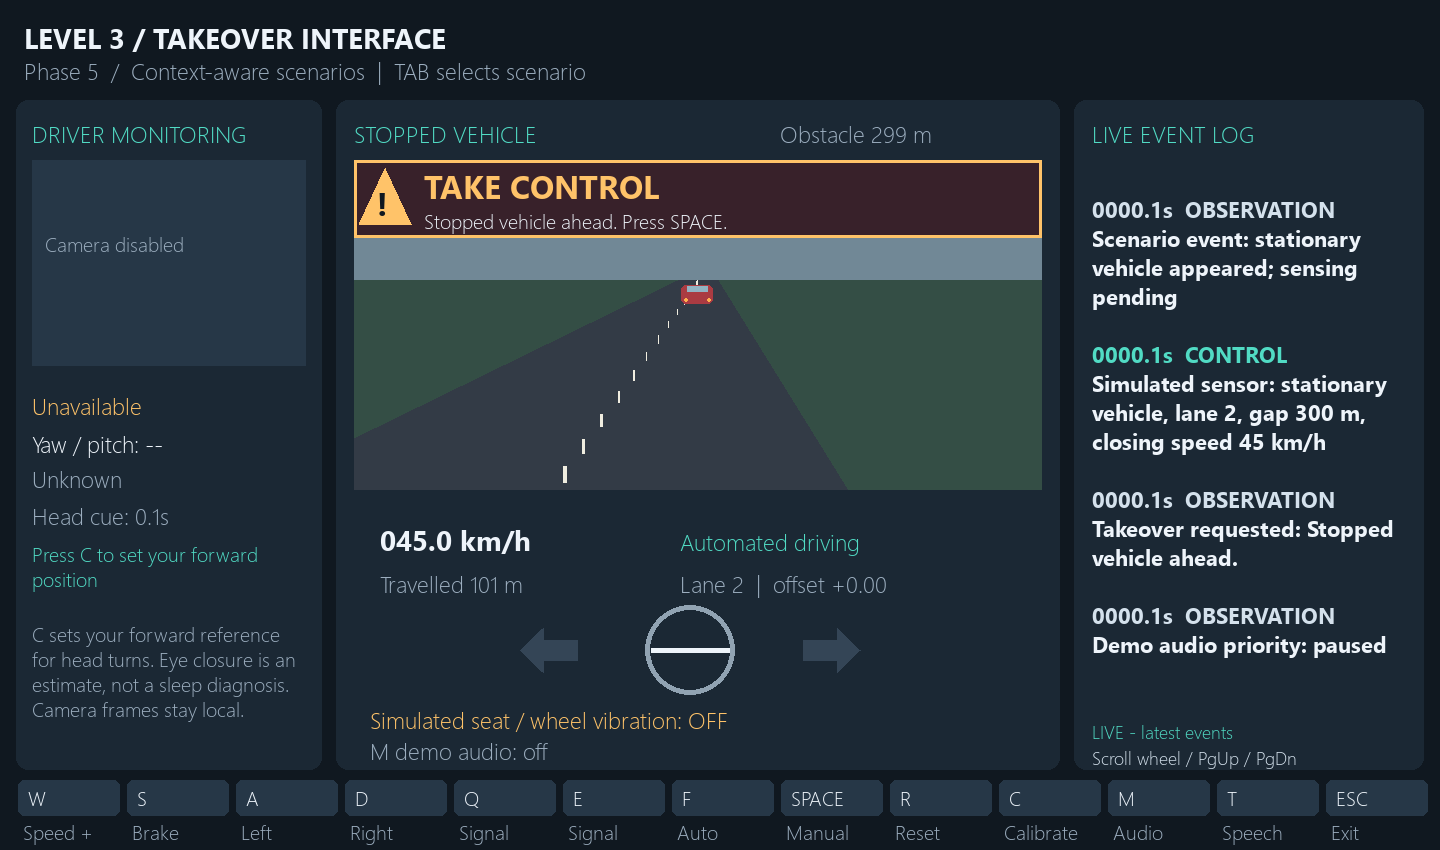 LEVEL 3 / TAKEOVER INTERFACE
Phase 5 / Context-aware scenarios | TAB selects scenario
DRIVER MONITORING
Camera disabled
Unavailable
Yaw / pitch: --
Unknown
Head cue: 0.1s
Press C to set your forward
position
C sets your forward reference
for head turns. Eye closure is an
estimate, not a sleep diagnosis.
Camera frames stay local.
STOPPED VEHICLE
Obstacle 299 m
!
TAKE CONTROL
Stopped vehicle ahead. Press SPACE.
045.0 km/h
Automated driving
Travelled 101 m
Lane 2 | offset +0.00
Simulated seat / wheel vibration: OFF
M demo audio: off
LIVE EVENT LOG
0000.1s OBSERVATION
Scenario event: stationary
vehicle appeared; sensing
pending
0000.1s CONTROL
Simulated sensor: stationary
vehicle, lane 2, gap 300 m,
closing speed 45 km/h
0000.1s OBSERVATION
Takeover requested: Stopped
vehicle ahead.
0000.1s OBSERVATION
Demo audio priority: paused
LIVE - latest events
Scroll wheel / PgUp / PgDn
W
Speed +
S
Brake
A
Left
D
Right
Q
Signal
E
Signal
F
Auto
SPACE
Manual
R
Reset
C
Calibrate
M
Audio
T
Speech
ESC
Exit